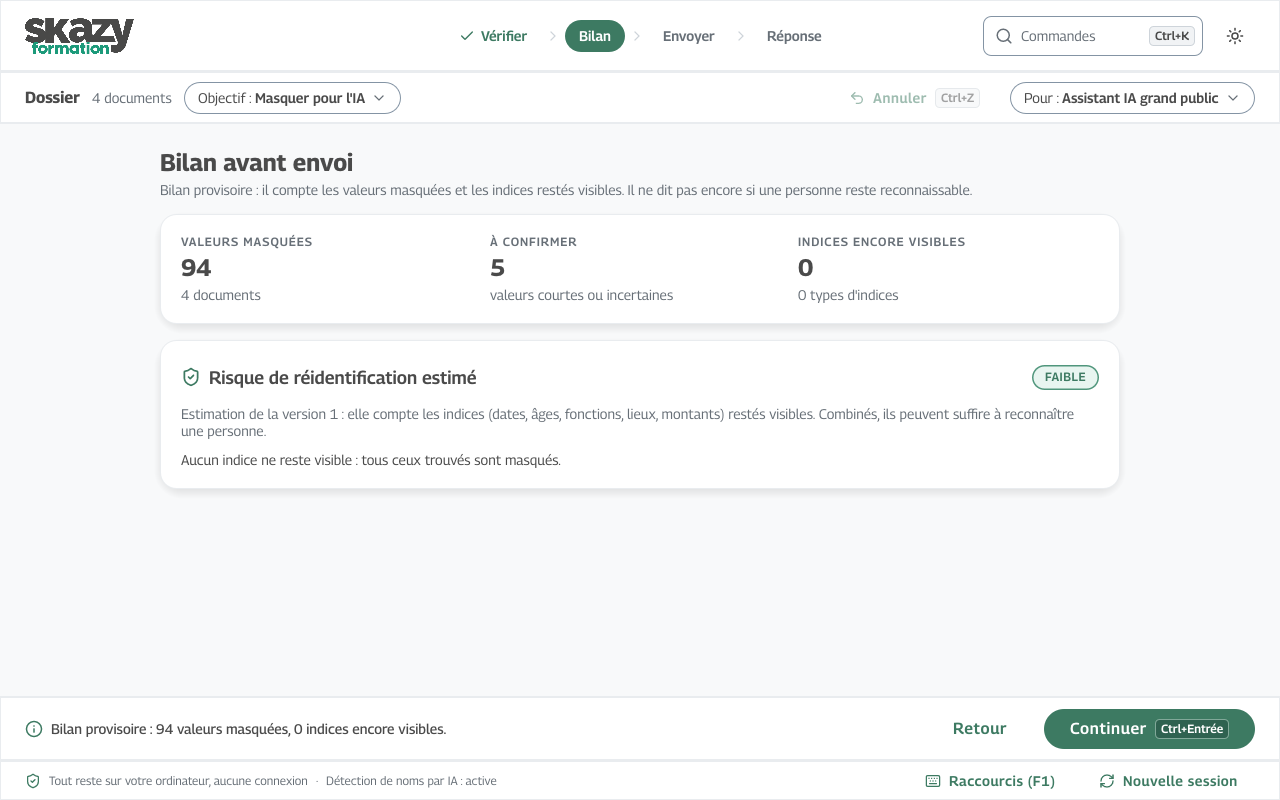 skazy
formation
Vérifier
Bilan
Envoyer
Réponse
Commandes
Ctrl+K
Dossier
4 documents
Objectif : Masquer pour l'IA
Annuler
Ctrl+Z
Pour : Assistant IA grand public
Bilan avant envoi
Bilan provisoire : il compte les valeurs masquées et les indices restés visibles. Il ne dit pas encore si une personne reste reconnaissable.
VALEURS MASQUÉES
94
4 documents
À CONFIRMER
5
valeurs courtes ou incertaines
INDICES ENCORE VISIBLES
0
0 types d'indices
Risque de réidentification estimé
FAIBLE
Estimation de la version 1 : elle compte les indices (dates, âges, fonctions, lieux, montants) restés visibles. Combinés, ils peuvent suffire à reconnaître
une personne.
Aucun indice ne reste visible : tous ceux trouvés sont masqués.
Bilan provisoire : 94 valeurs masquées, 0 indices encore visibles.
Retour
Continuer
Ctrl+Entrée
Tout reste sur votre ordinateur, aucune connexion · Détection de noms par IA : active
Raccourcis (F1)
Nouvelle session